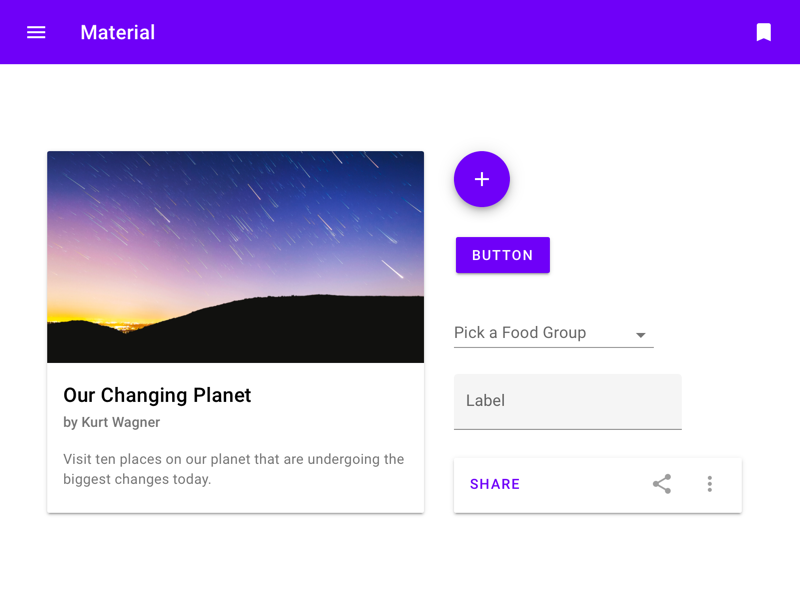 Material
Our Changing Planet
by Kurt Wagner
Visit ten places on our planet that are undergoing the
biggest changes today.
BUTTON
Pick a Food Group
Label
SHARE